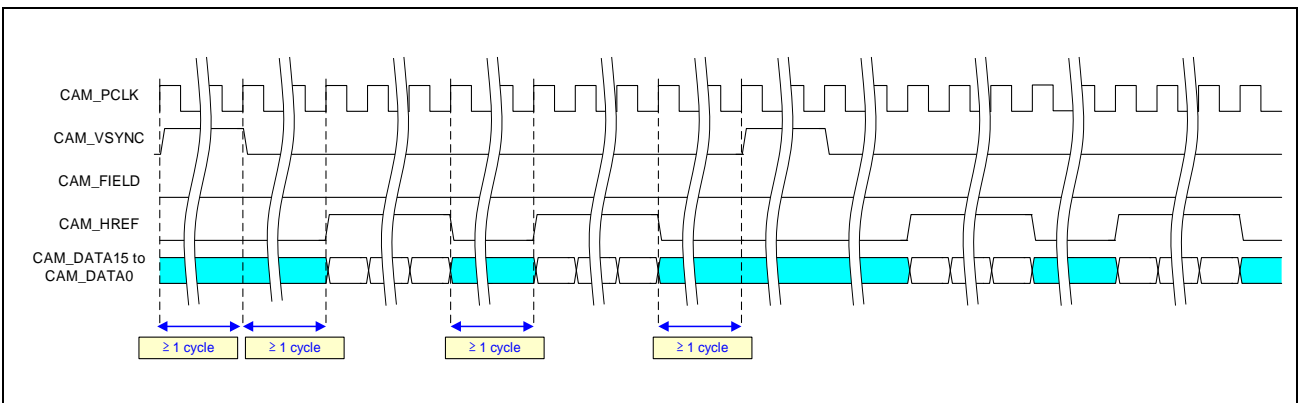 CAM_PCLK
CAM_VSYNC
CAM_FIELD
CAM_HREF
CAM_DATA15 to
CAM_DATA0
≥ 1 cycle
≥ 1 cycle
≥ 1 cycle
≥ 1 cycle